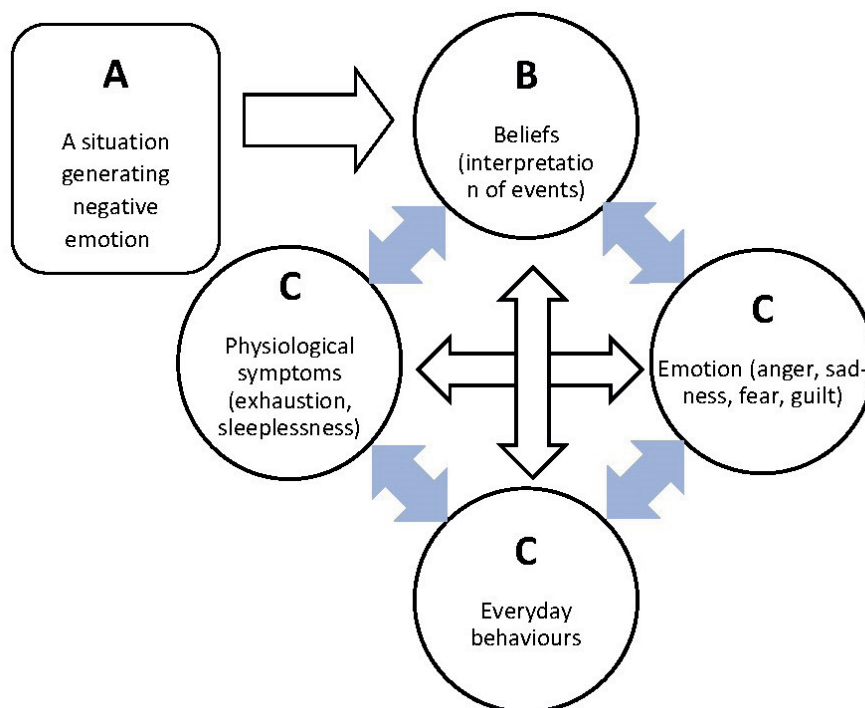 A
A situation
generating
negative
emotion
B
Beliefs
(interpretatio
n of events)
C
Physiological
symptoms
(exhaustion,
sleeplessness)
C
Emotion (anger, sad-
ness, fear, guilt)
C
Everyday
behaviours